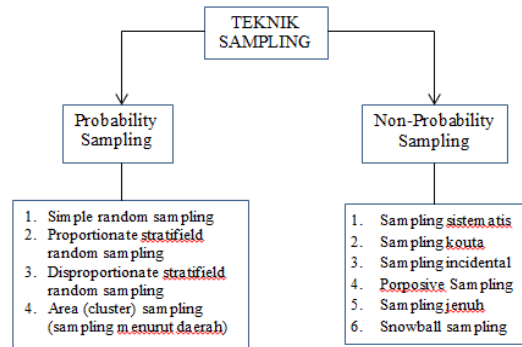 TEKNIK
SAMPLING
Probability
Sampling
1. Simple random sampling
2. Proportionate stratifield
random sampling
3. Disproportionate stratifield
random sampling
4. Area (cluster) sampling
(sampling menurut daerah)
Non-Probability
Sampling
1. Sampling sistematis
2. Sampling kouta
3. Sampling incidental
4. Porposive Sampling
5. Sampling jenuh
6. Snowball sampling